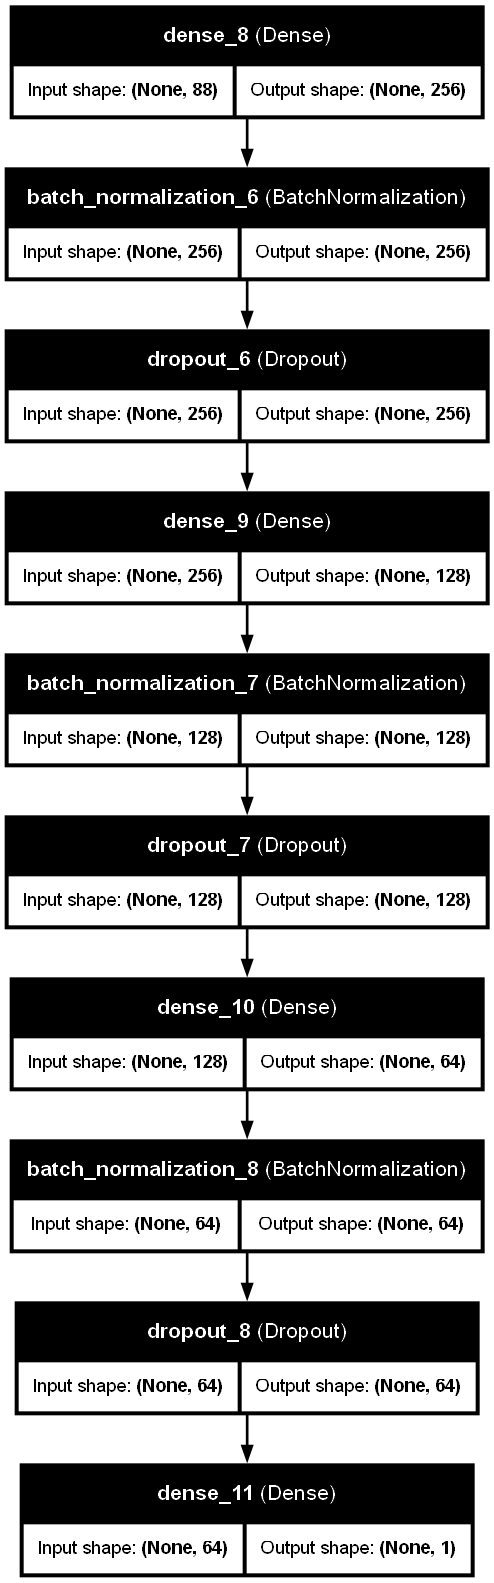 dense_8 (Dense)
Input shape: (None, 88) Output shape: (None, 256)
batch_normalization_6 (BatchNormalization)
Input shape: (None, 256) Output shape: (None, 256)
dropout_6 (Dropout)
Input shape: (None, 256) Output shape: (None, 256)
dense_9 (Dense)
Input shape: (None, 256) Output shape: (None, 128)
batch_normalization_7 (BatchNormalization)
Input shape: (None, 128) Output shape: (None, 128)
dropout_7 (Dropout)
Input shape: (None, 128) Output shape: (None, 128)
dense_10 (Dense)
Input shape: (None, 128) Output shape: (None, 64)
batch_normalization_8 (BatchNormalization)
Input shape: (None, 64) Output shape: (None, 64)
dropout_8 (Dropout)
Input shape: (None, 64) Output shape: (None, 64)
dense_11 (Dense)
Input shape: (None, 64) Output shape: (None, 1)